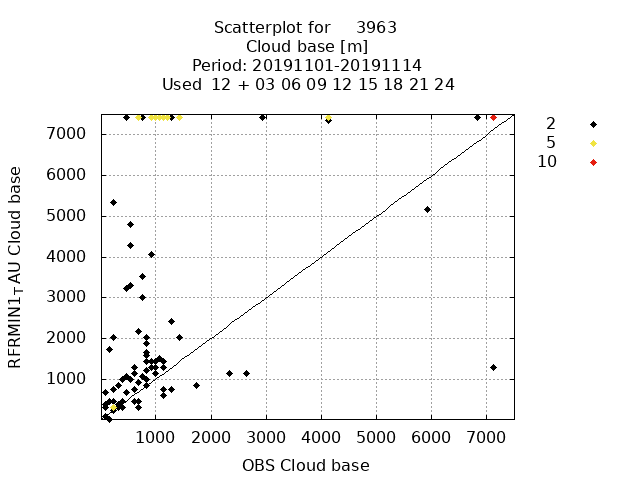 Scatterplot for 3963
Cloud base [m]
Period: 20191101-20191114
Used 12 + 03 06 09 12 15 18 21 24
2
5
10
7000
6000
5000
4000
3000
2000
1000
RFRMIN1TAU Cloud base
1000 2000 3000 4000 5000 6000 7000
OBS Cloud base